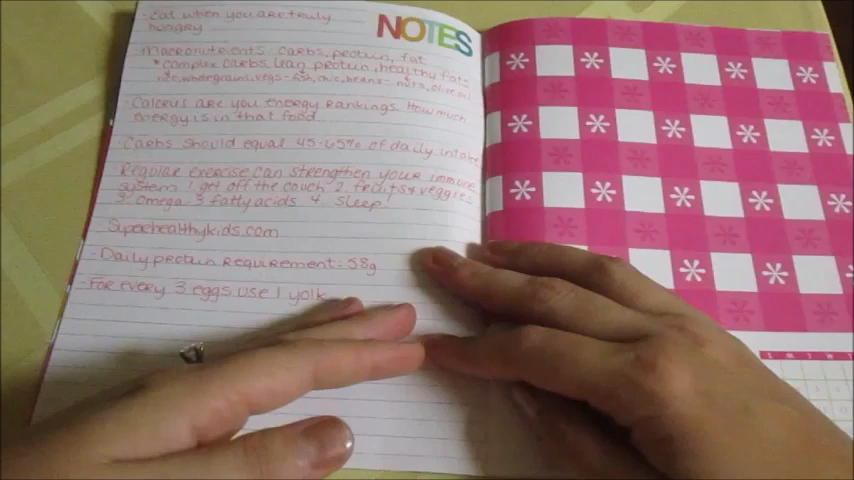 NOTES
- Eat when you are truly
hungry
- Macronutrients: carbs, protein, fat
* complex carbs, lean protein, healthy fat -
wholegrains, vegs - fish, beans - nuts, olive oil
- Calories are you energy rankings. How much
energy is in that food
- Carbs should equal 45-65% of daily intake
Regular exercise can strengthen your immune
system 1. get off the couch 2. fruits & veggies
3. Omega 3 fatty acids 4. Sleep!
Superhealthykids.com
- Daily protein requirement = 58g
- For every 3 eggs use 1 yolk
S M T W